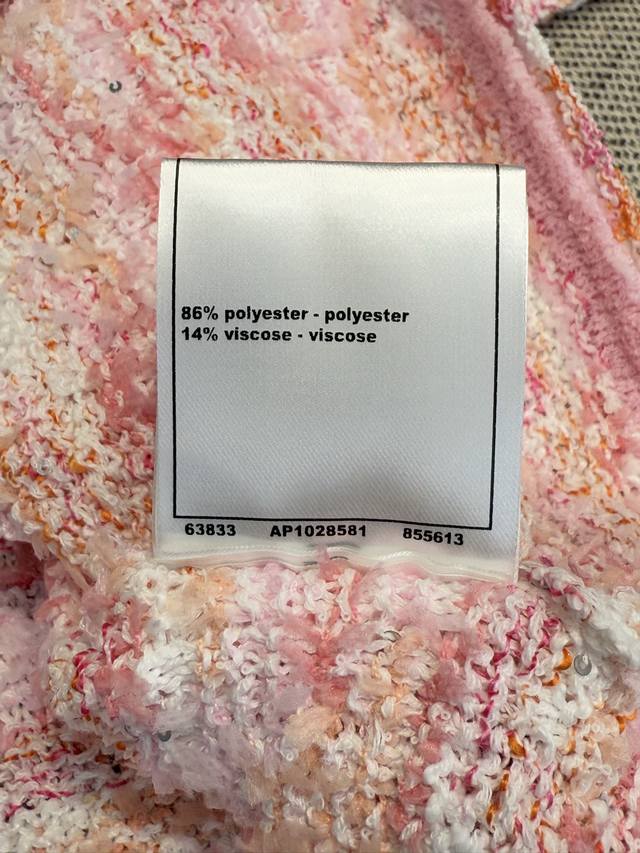 86% polyester - polyester
14% viscose - viscose
63833 AP1028581 855613